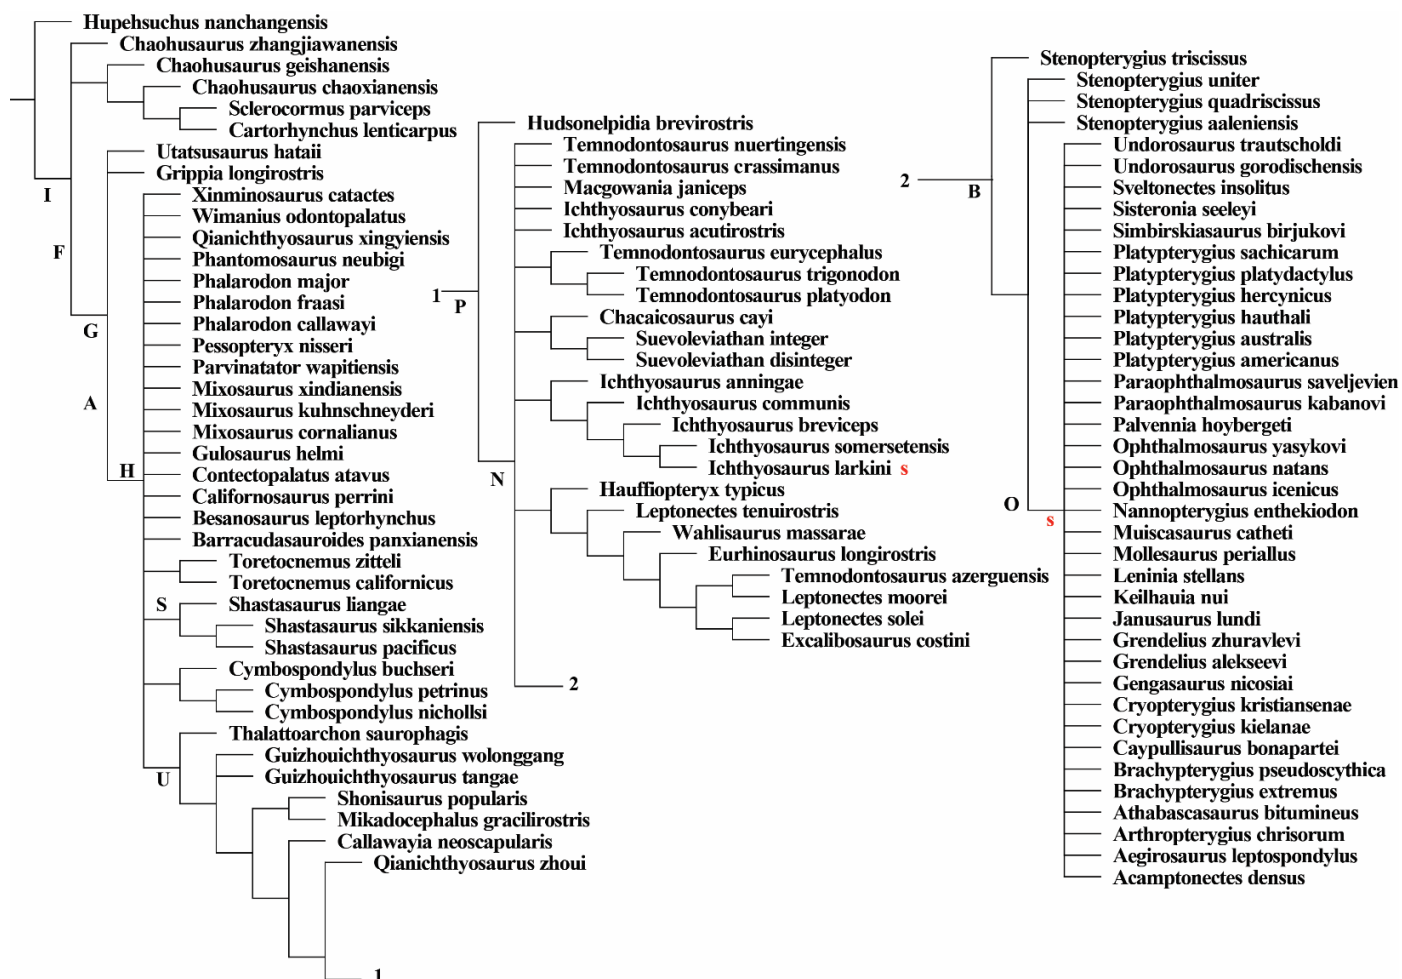 Hupehsuchus nanchangensis
Chaohusaurus zhangjiawanensis
Chaohusaurus geishanensis
Chaohusaurus chaoxianensis
Sclerocormus parviceps
Cartorhynchus lenticarpus
Utatsusaurus hataii
Grippia longirostris
I
Xinminosaurus catactes
Wimanius odontopalatus
Qianichthyosaurus xingyiensis
F
Phantomosaurus neubigi
Phalarodon major
Phalarodon fraasi
Phalarodon callawayi
G
Pessopteryx nisseri
Parvinatator wapitiensis
Mixosaurus xindianensis
A
Mixosaurus kuhnschneyderi
Mixosaurus cornalianus
Gulosaurus helmi
H
Contectopalatus atavus
Californosaurus perrini
Besanosaurus leptorhynchus
Barracudasauroides panxianensis
Toretocnemus zitteli
Toretocnemus californicus
S
Shastasaurus liangae
Shastasaurus sikkaniensis
Shastasaurus pacificus
Cymbospondylus buchseri
Cymbospondylus petrinus
Cymbospondylus nichollsi
Thalattoarchon saurophagis
Guizhouichthyosaurus wolonggang
U
Guizhouichthyosaurus tangae
Shonisaurus popularis
Mikadocephalus gracilirostris
Callawayia neoscapularis
Qianichthyosaurus zhoui
1
Hudsonelpidia brevirostris
Temnodontosaurus nuertingensis
Temnodontosaurus crassimanus
Macgowania janiceps
Ichthyosaurus conybeari
Ichthyosaurus acutirostris
Temnodontosaurus eurycephalus
Temnodontosaurus trigonodon
1
Temnodontosaurus platyodon
P
Chacaicosaurus cayi
Suevoleviathan integer
Suevoleviathan disinteger
Ichthyosaurus anningae
Ichthyosaurus communis
Ichthyosaurus breviceps
Ichthyosaurus somersetensis
Ichthyosaurus larkini s
N
Hauffiopteryx typicus
Leptonectes tenuirostris
Wahlisaurus massarae
Eurhinosaurus longirostris
Temnodontosaurus azerguensis
Leptonectes moorei
Leptonectes solei
Excalibosaurus costini
2
Stenopterygius triscissus
Stenopterygius uniter
Stenopterygius quadriscissus
Stenopterygius aaleniensis
Undorosaurus trautscholdi
Undorosaurus gorodischensis
2
B
Sveltonectes insolitus
Sisteronia seeleyi
Simbirskiasaurus birjukovi
Platypterygius sachicarum
Platypterygius platydactylus
Platypterygius hercynicus
Platypterygius hauthali
Platypterygius australis
Platypterygius americanus
Paraophthalmosaurus saveljevien
Paraophthalmosaurus kabanovi
Palvennia hoybergeti
Ophthalmosaurus yasykovi
Ophthalmosaurus natans
Ophthalmosaurus icenicus
O
Nannopterygius enthekiodon
s
Muiscasaurus catheti
Mollesaurus periallus
Leninia stellans
Keilhauia nui
Janusaurus lundi
Grendelius zhuravlevi
Grendelius alekseevi
Gengasaurus nicosiai
Cryopterygius kristiansenae
Cryopterygius kielanae
Caypullisaurus bonapartei
Brachypterygius pseudoscythica
Brachypterygius extremus
Athabascasaurus bitumineus
Arthropterygius chrisorum
Aegirosaurus leptospondylus
Acamptonectes densus